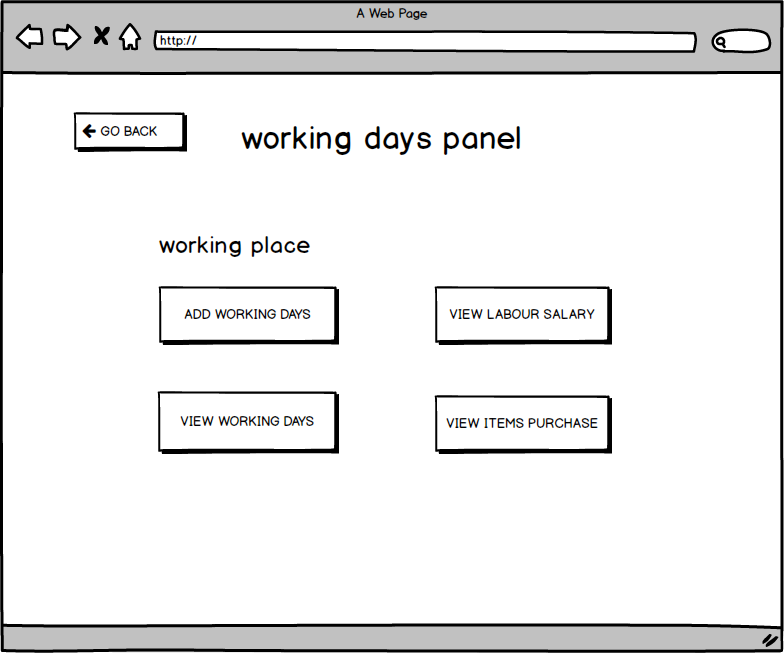 A Web Page
http://
GO BACK
working days panel
working place
ADD WORKING DAYS
VIEW LABOUR SALARY
VIEW WORKING DAYS
VIEW ITEMS PURCHASE